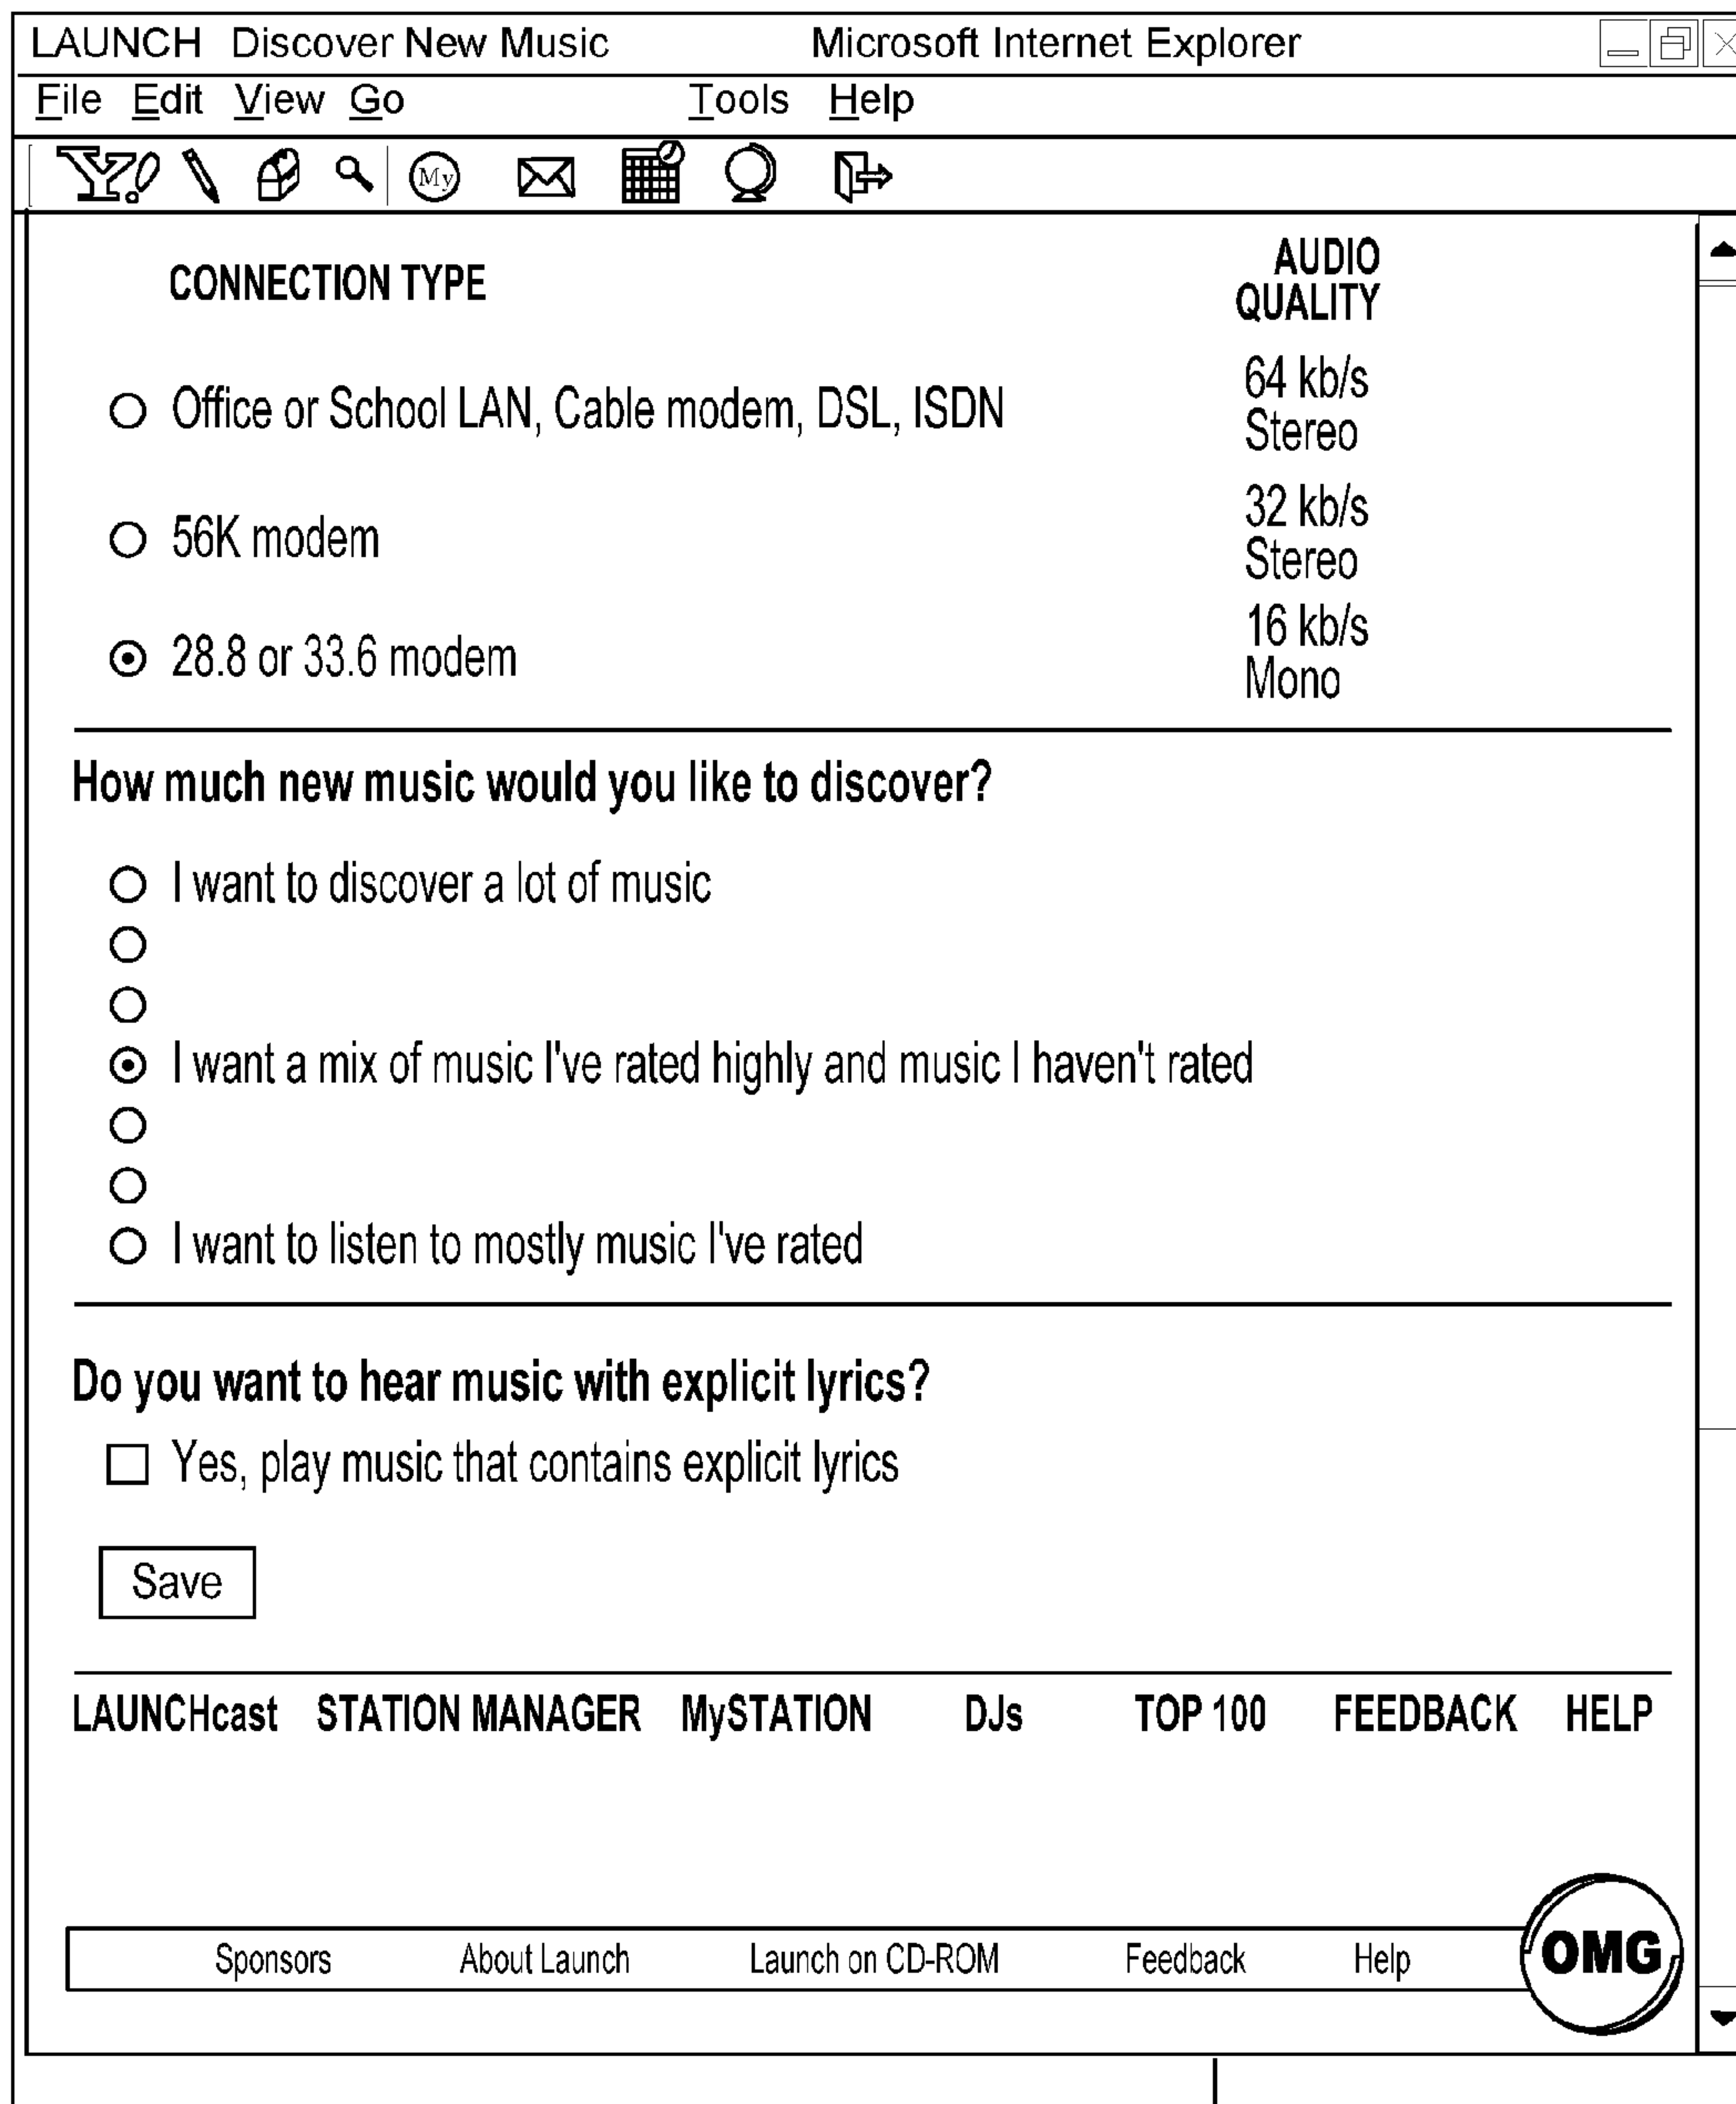 LAUNCH Discover New Music Microsoft Internet Explorer
File Edit View Go Tools Help
Y! My
CONNECTION TYPE
AUDIO
QUALITY
Office or School LAN, Cable modem, DSL, ISDN
64 kb/s
Stereo
56K modem
32 kb/s
Stereo
28.8 or 33.6 modem
16 kb/s
Mono
How much new music would you like to discover?
I want to discover a lot of music
I want a mix of music I've rated highly and music I haven't rated
I want to listen to mostly music I've rated
Do you want to hear music with explicit lyrics?
Yes, play music that contains explicit lyrics
Save
LAUNCHcast STATION MANAGER MySTATION DJs TOP 100 FEEDBACK HELP
Sponsors About Launch Launch on CD-ROM Feedback Help OMG